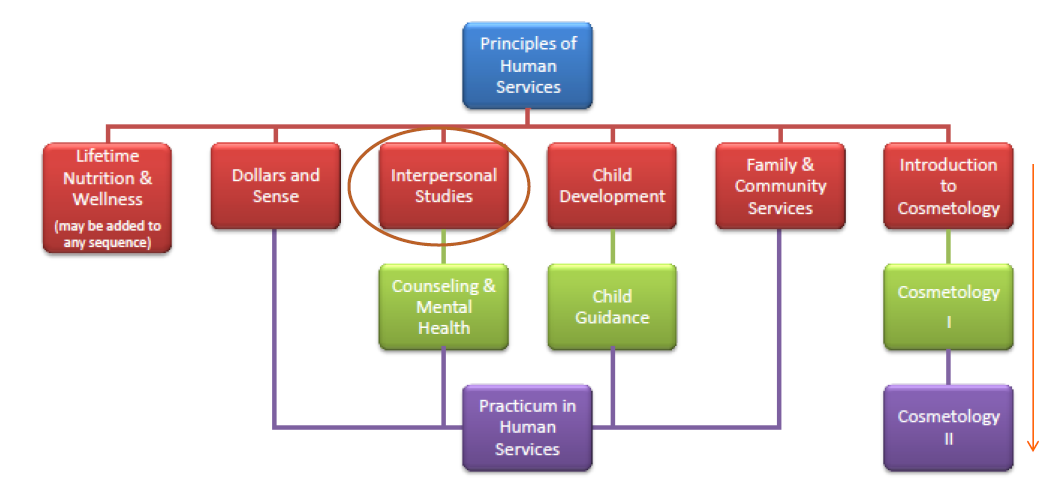 Principles of
Human
Services
Lifetime
Nutrition &
Wellness
(may be added to
any sequence)
Dollars and
Sense
Interpersonal
Studies
Child
Development
Family &
Community
Services
Introduction
to
Cosmetology
Counseling &
Mental
Health
Child
Guidance
Cosmetology
I
Practicum in
Human
Services
Cosmetology
II